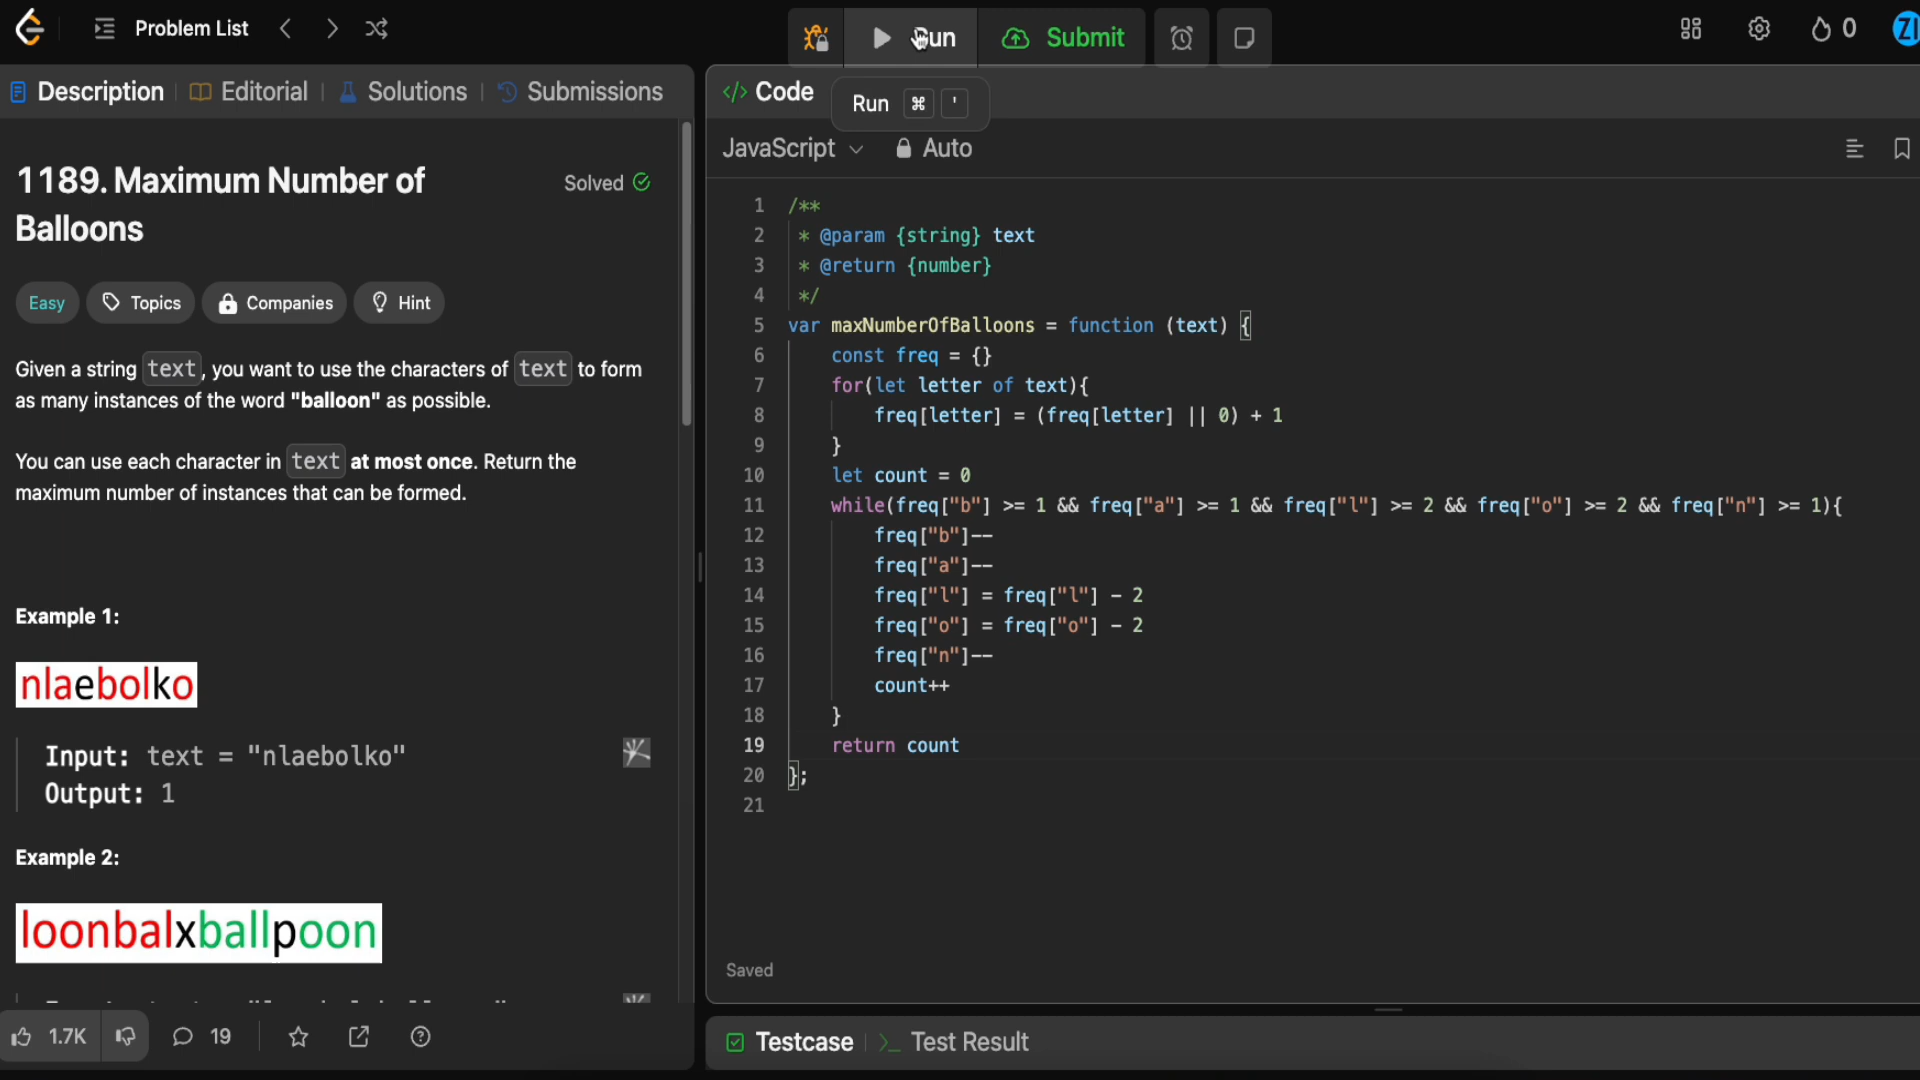 Problem List
Run
Submit
0
ZI
Description
Editorial
Solutions
Submissions
1189. Maximum Number of
Balloons
Solved
Easy
Topics
Companies
Hint
Given a string text, you want to use the characters of text to form
as many instances of the word "balloon" as possible.
You can use each character in text at most once. Return the
maximum number of instances that can be formed.
Example 1:
nlaebolko
Input: text = "nlaebolko"
Output: 1
Example 2:
loonbalxballpoon
1.7K
19
</> Code
Run ⌘ '
JavaScript
Auto
1 /**
2 * @param {string} text
3 * @return {number}
4 */
5 var maxNumberOfBalloons = function (text) {
6 const freq = {}
7 for(let letter of text){
8 freq[letter] = (freq[letter] || 0) + 1
9 }
10 let count = 0
11 while(freq["b"] >= 1 && freq["a"] >= 1 && freq["l"] >= 2 && freq["o"] >= 2 && freq["n"] >= 1){
12 freq["b"]--
13 freq["a"]--
14 freq["l"] = freq["l"] - 2
15 freq["o"] = freq["o"] - 2
16 freq["n"]--
17 count++
18 }
19 return count
20 };
21
Saved
Testcase
Test Result